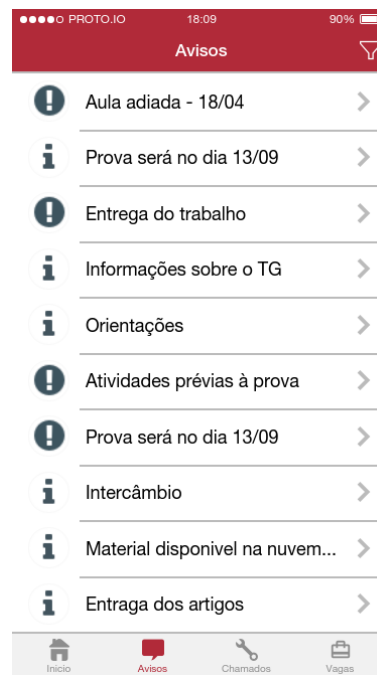 PROTO.IO 18:09 90%
Avisos
Aula adiada - 18/04
Prova será no dia 13/09
Entrega do trabalho
Informações sobre o TG
Orientações
Atividades prévias à prova
Prova será no dia 13/09
Intercâmbio
Material disponivel na nuvem...
Entraga dos artigos
Inicio Avisos Chamados Vagas